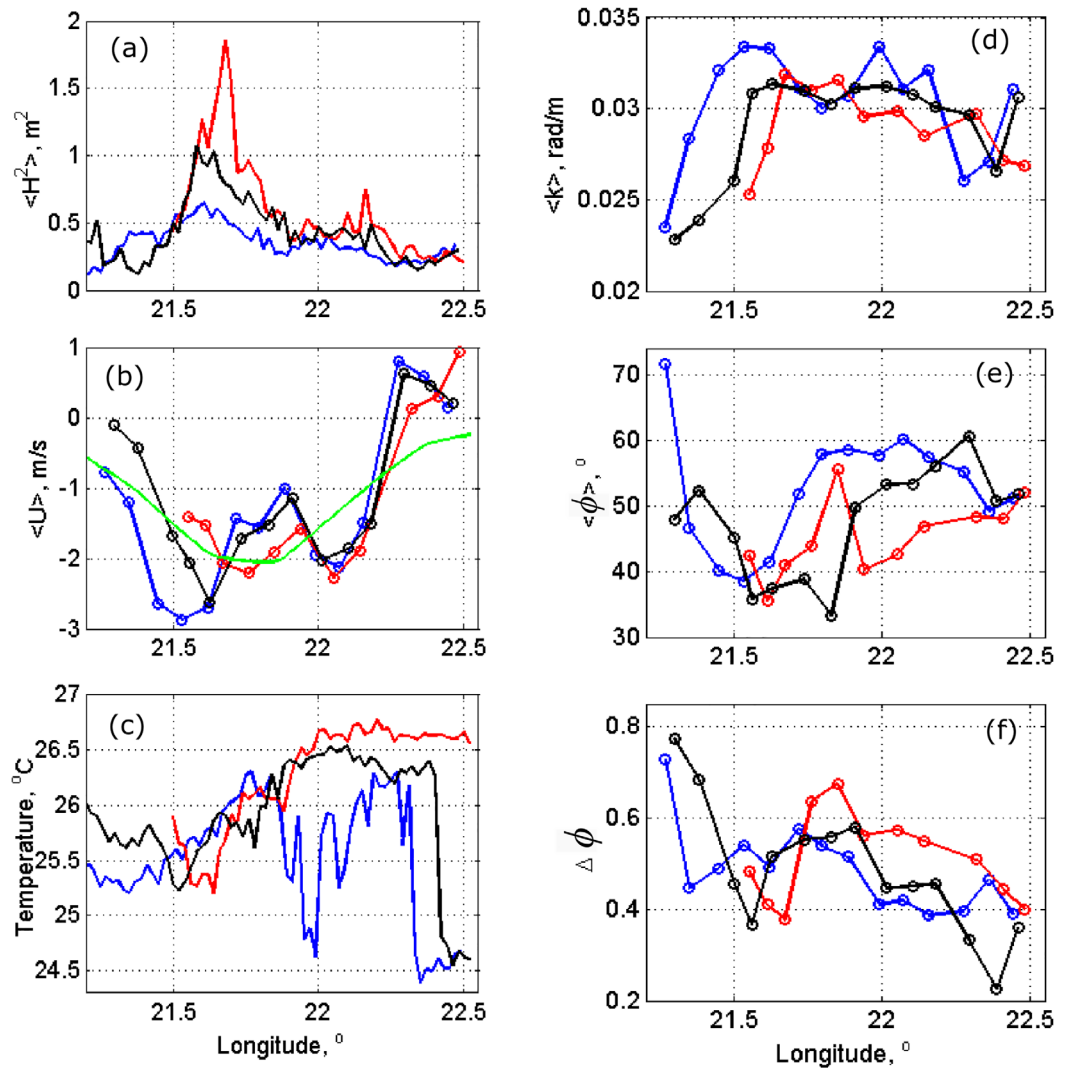 (a)
<H²>, m²
2
1.5
1
0.5
0
21.5 22 22.5
(b)
<U>, m/s
1
0
-1
-2
-3
21.5 22 22.5
(c)
Temperature, °C
27
26.5
26
25.5
25
24.5
21.5 22 22.5
Longitude, °
(d)
<k>, rad/m
0.035
0.03
0.025
0.02
21.5 22 22.5
(e)
<ϕ>, °
70
60
50
40
30
21.5 22 22.5
(f)
△ ϕ
0.8
0.6
0.4
0.2
21.5 22 22.5
Longitude, °